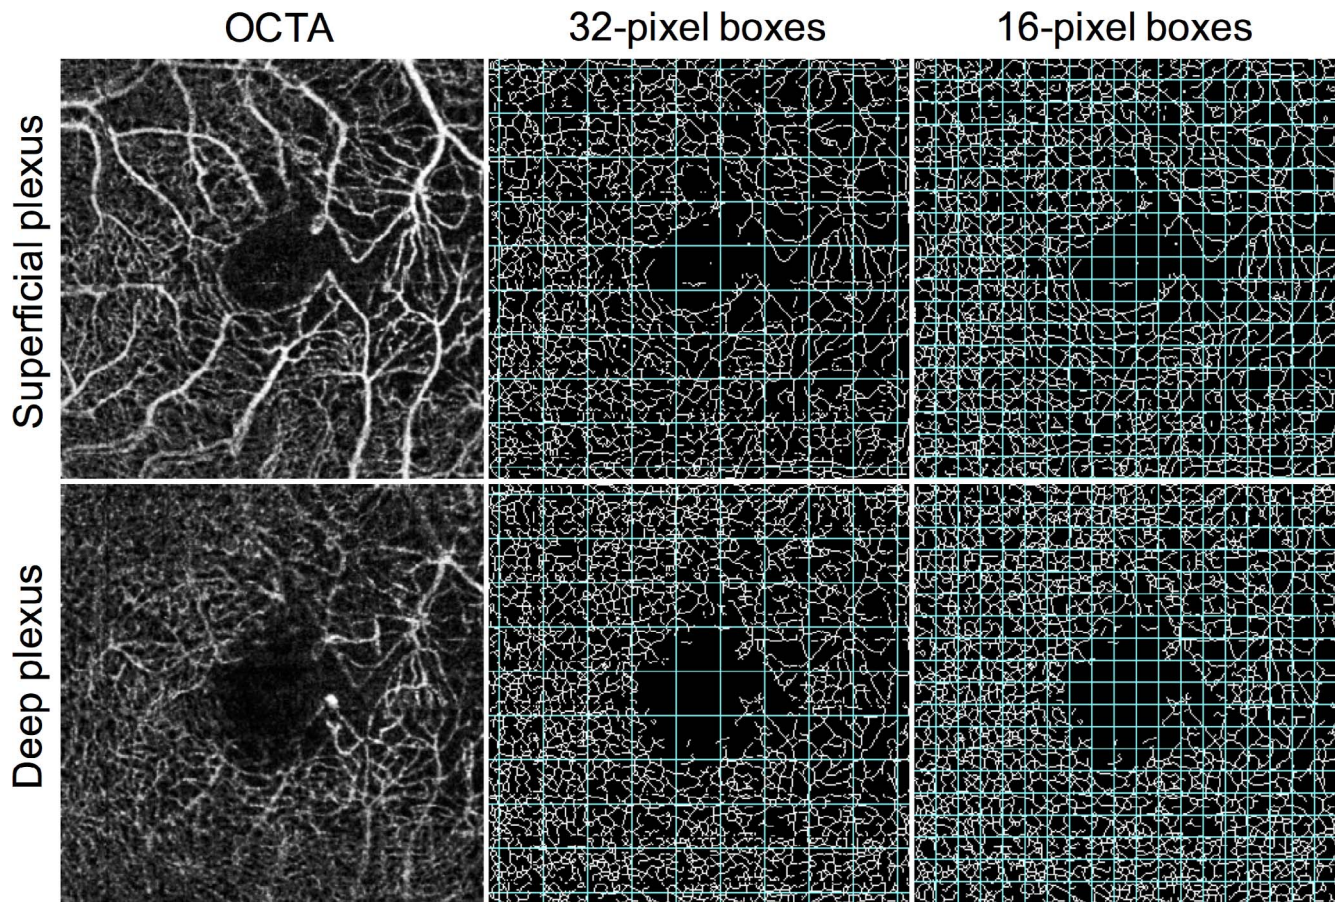 OCTA
32-pixel boxes
16-pixel boxes
Superficial plexus
Deep plexus